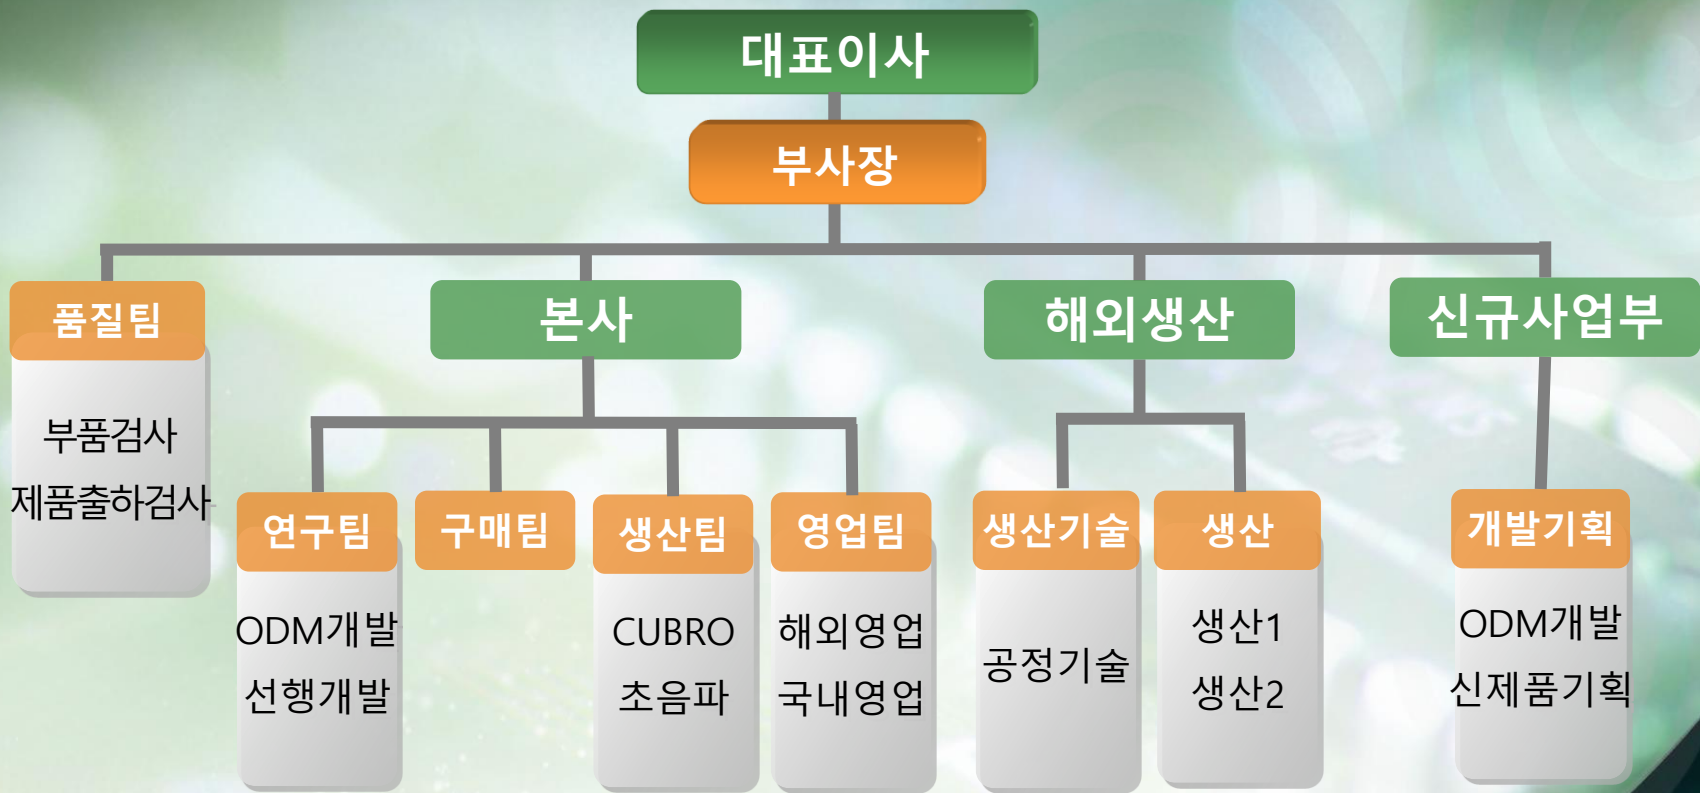 대표이사
부사장
품질팀
본사
해외생산
신규사업부
부품검사
제품출하검사
연구팀
구매팀
생산팀
영업팀
생산기술
생산
개발기획
ODM개발
선행개발
CUBRO
초음파
해외영업
국내영업
공정기술
생산1
생산2
ODM개발
신제품기획